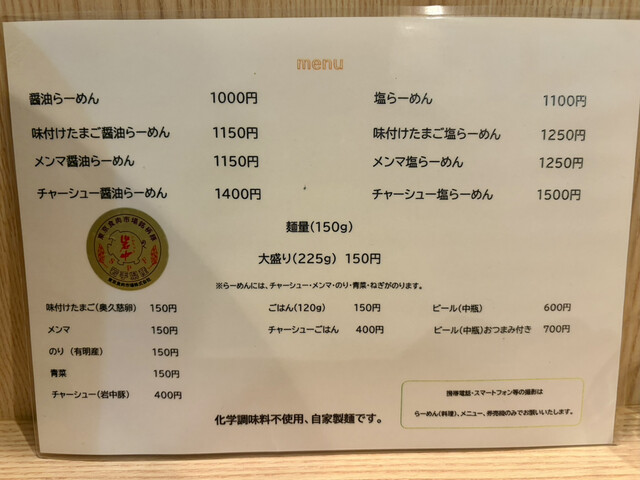 menu
醤油らーめん 1000円 塩らーめん 1100円
味付けたまご醤油らーめん 1150円 味付けたまご塩らーめん 1250円
メンマ醤油らーめん 1150円 メンマ塩らーめん 1250円
チャーシュー醤油らーめん 1400円 チャーシュー塩らーめん 1500円
東京食肉市場銘柄豚
岩中
麺量(150g)
大盛り(225g) 150円
※らーめんには、チャーシュー・メンマ・のり・青菜・ねぎがのります。
味付けたまご(奥久慈卵) 150円 ごはん(120g) 150円 ビール(中瓶) 600円
メンマ 150円 チャーシューごはん 400円 ビール(中瓶)おつまみ付き 700円
のり (有明産) 150円
青菜 150円
チャーシュー(岩中豚) 400円
携帯電話・スマートフォン等の撮影は
らーめん(料理)、メニュー、券売機のみでお願いいたします。
化学調味料不使用、自家製麺です。